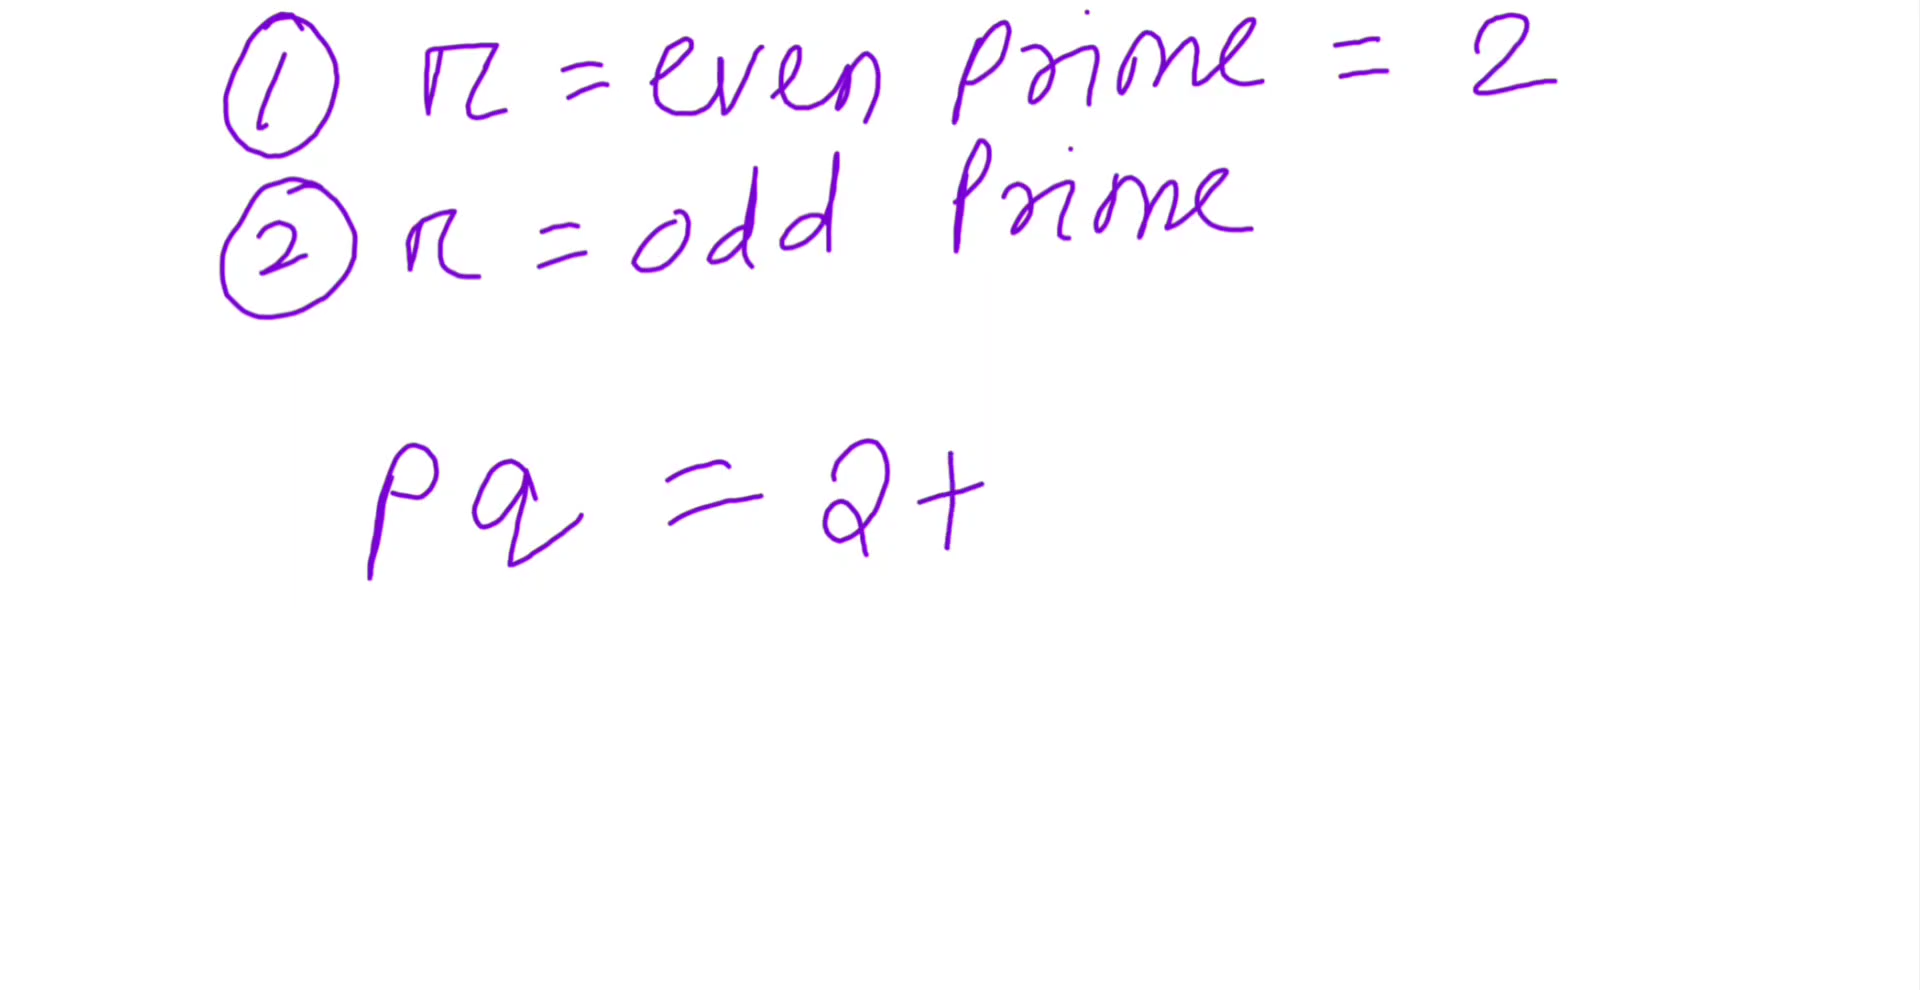 ① r = even prime = 2
② r = odd prime
pq = 2+